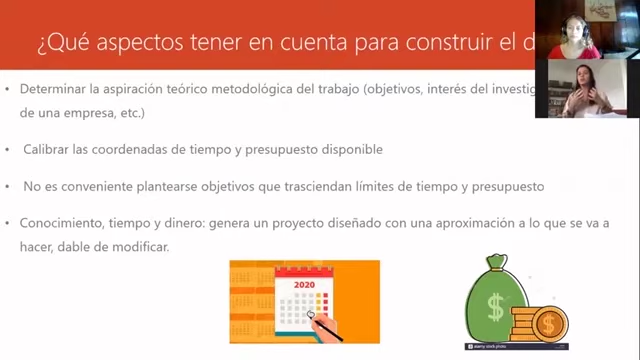 ¿Qué aspectos tener en cuenta para construir el d
• Determinar la aspiración teórico metodológica del trabajo (objetivos, interés del investig
de una empresa, etc.)
• Calibrar las coordenadas de tiempo y presupuesto disponible
• No es conveniente plantearse objetivos que trasciendan límites de tiempo y presupuesto
• Conocimiento, tiempo y dinero: genera un proyecto diseñado con una aproximación a lo que se va a
hacer, dable de modificar.
2020
$
$